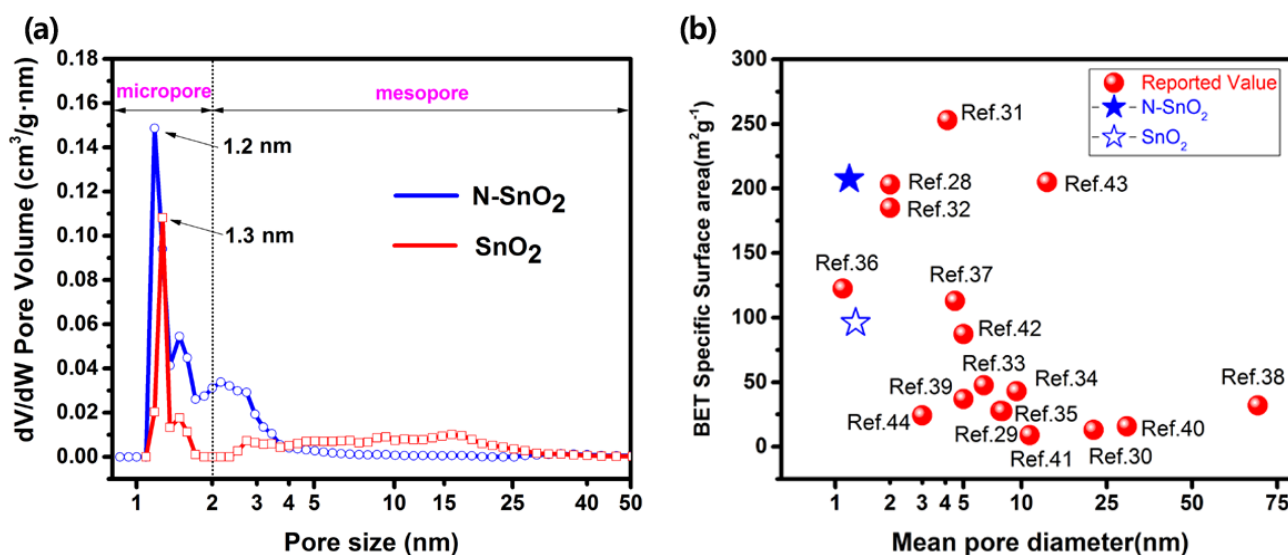 (a)
dV/dW Pore Volume (cm³/g·nm)
0.18
0.16
0.14
0.12
0.10
0.08
0.06
0.04
0.02
0.00
micropore
mesopore
1.2 nm
1.3 nm
N-SnO₂
SnO₂
1 2 3 4 5 10 25 50
Pore size (nm)
(b)
BET Specific Surface area(m²g⁻¹)
300
250
200
150
100
50
0
Reported Value
N-SnO₂
SnO₂
Ref.31
Ref.28
Ref.43
Ref.32
Ref.36
Ref.37
Ref.42
Ref.33
Ref.38
Ref.39
Ref.34
Ref.44
Ref.35
Ref.40
Ref.29
Ref.41
Ref.30
1 2 3 4 5 10 25 50 75
Mean pore diameter(nm)